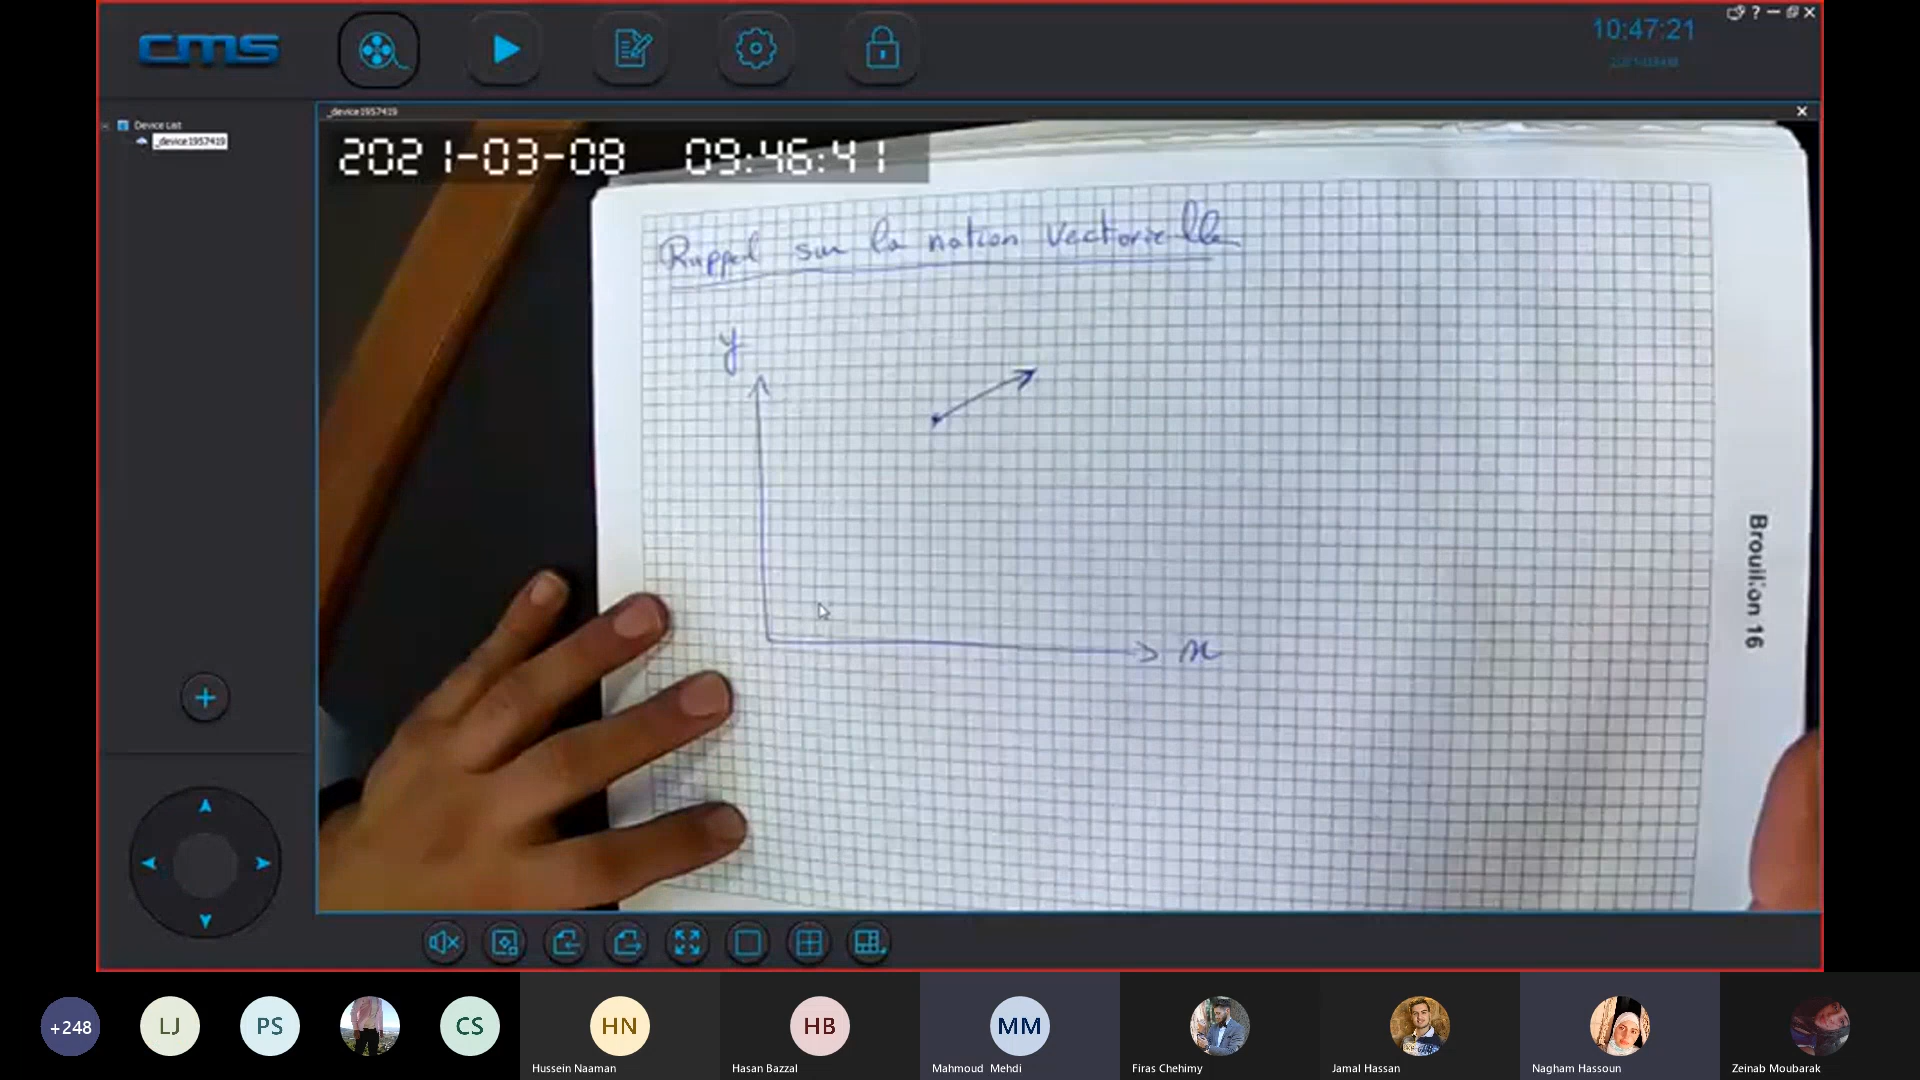 cms
10:47:21
Device List
_device1957419
_device1957419
2021-03-08 09:46:41
Rappel sur la notion Vectorielle
y
x
Brouillon 16
+248
LJ
PS
CS
HN
HB
MM
Hussein Naaman
Hasan Bazzal
Mahmoud Mehdi
Firas Chehimy
Jamal Hassan
Nagham Hassoun
Zeinab Moubarak